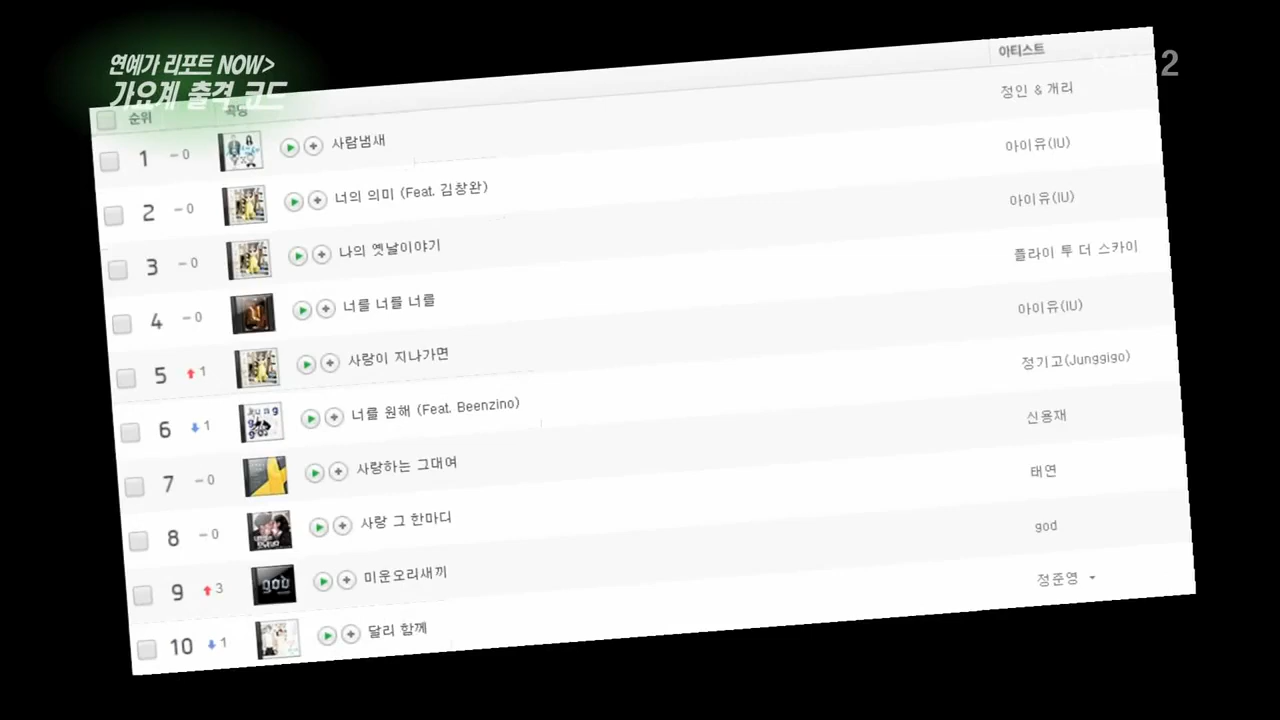 연예가 리포트 NOW>
가요계 출격 코드
2
순위 곡명 아티스트
1 - 0 사람냄새 정인 & 개리
2 - 0 너의 의미 (Feat. 김창완) 아이유(IU)
3 - 0 나의 옛날이야기 아이유(IU)
4 - 0 너를 너를 너를 플라이 투 더 스카이
5 1 사랑이 지나가면 아이유(IU)
6 1 너를 원해 (Feat. Beenzino) 정기고(Junggigo)
7 - 0 사랑하는 그대여 신용재
8 - 0 사랑 그 한마디 태연
9 3 god 미운오리새끼 god
10 1 달리 함께 정준영